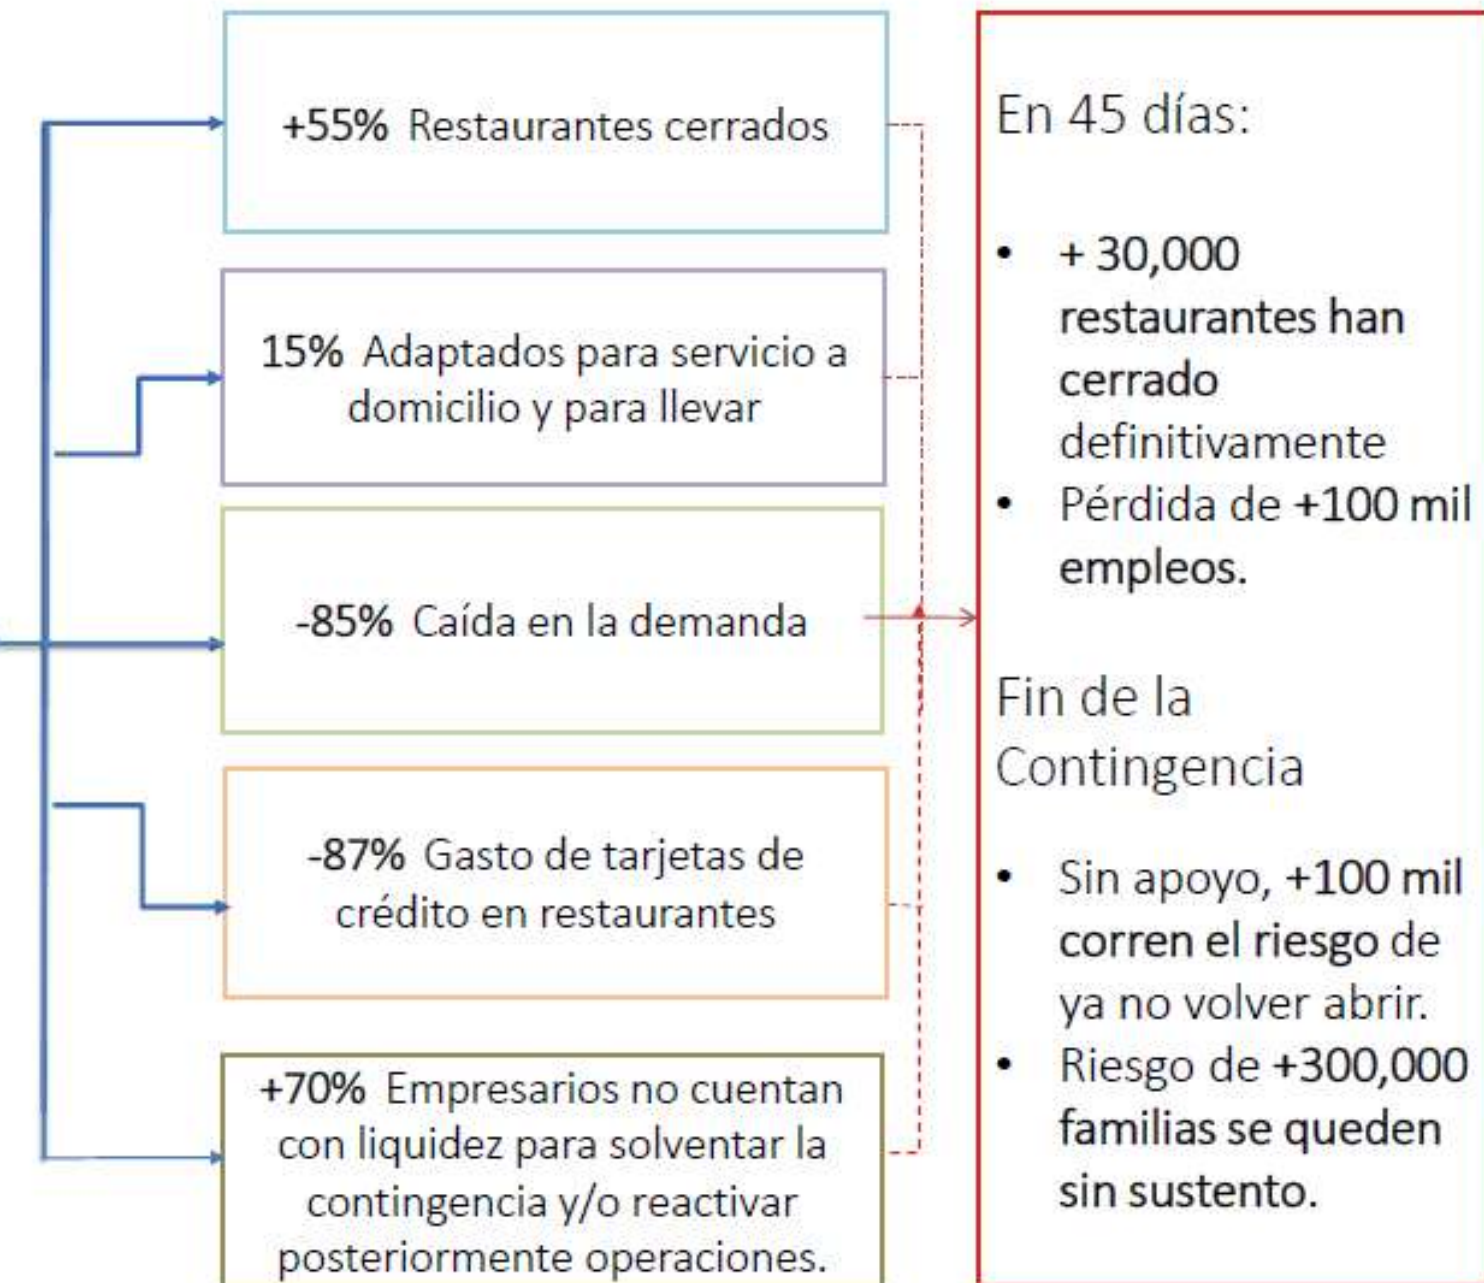 +55% Restaurantes cerrados
15% Adaptados para servicio a
domicilio y para llevar
-85% Caída en la demanda
-87% Gasto de tarjetas de
crédito en restaurantes
+70% Empresarios no cuentan
con liquidez para solventar la
contingencia y/o reactivar
posteriormente operaciones.
En 45 días:
• + 30,000
restaurantes han
cerrado
definitivamente
• Pérdida de +100 mil
empleos.
Fin de la
Contingencia
• Sin apoyo, +100 mil
corren el riesgo de
ya no volver abrir.
• Riesgo de +300,000
familias se queden
sin sustento.